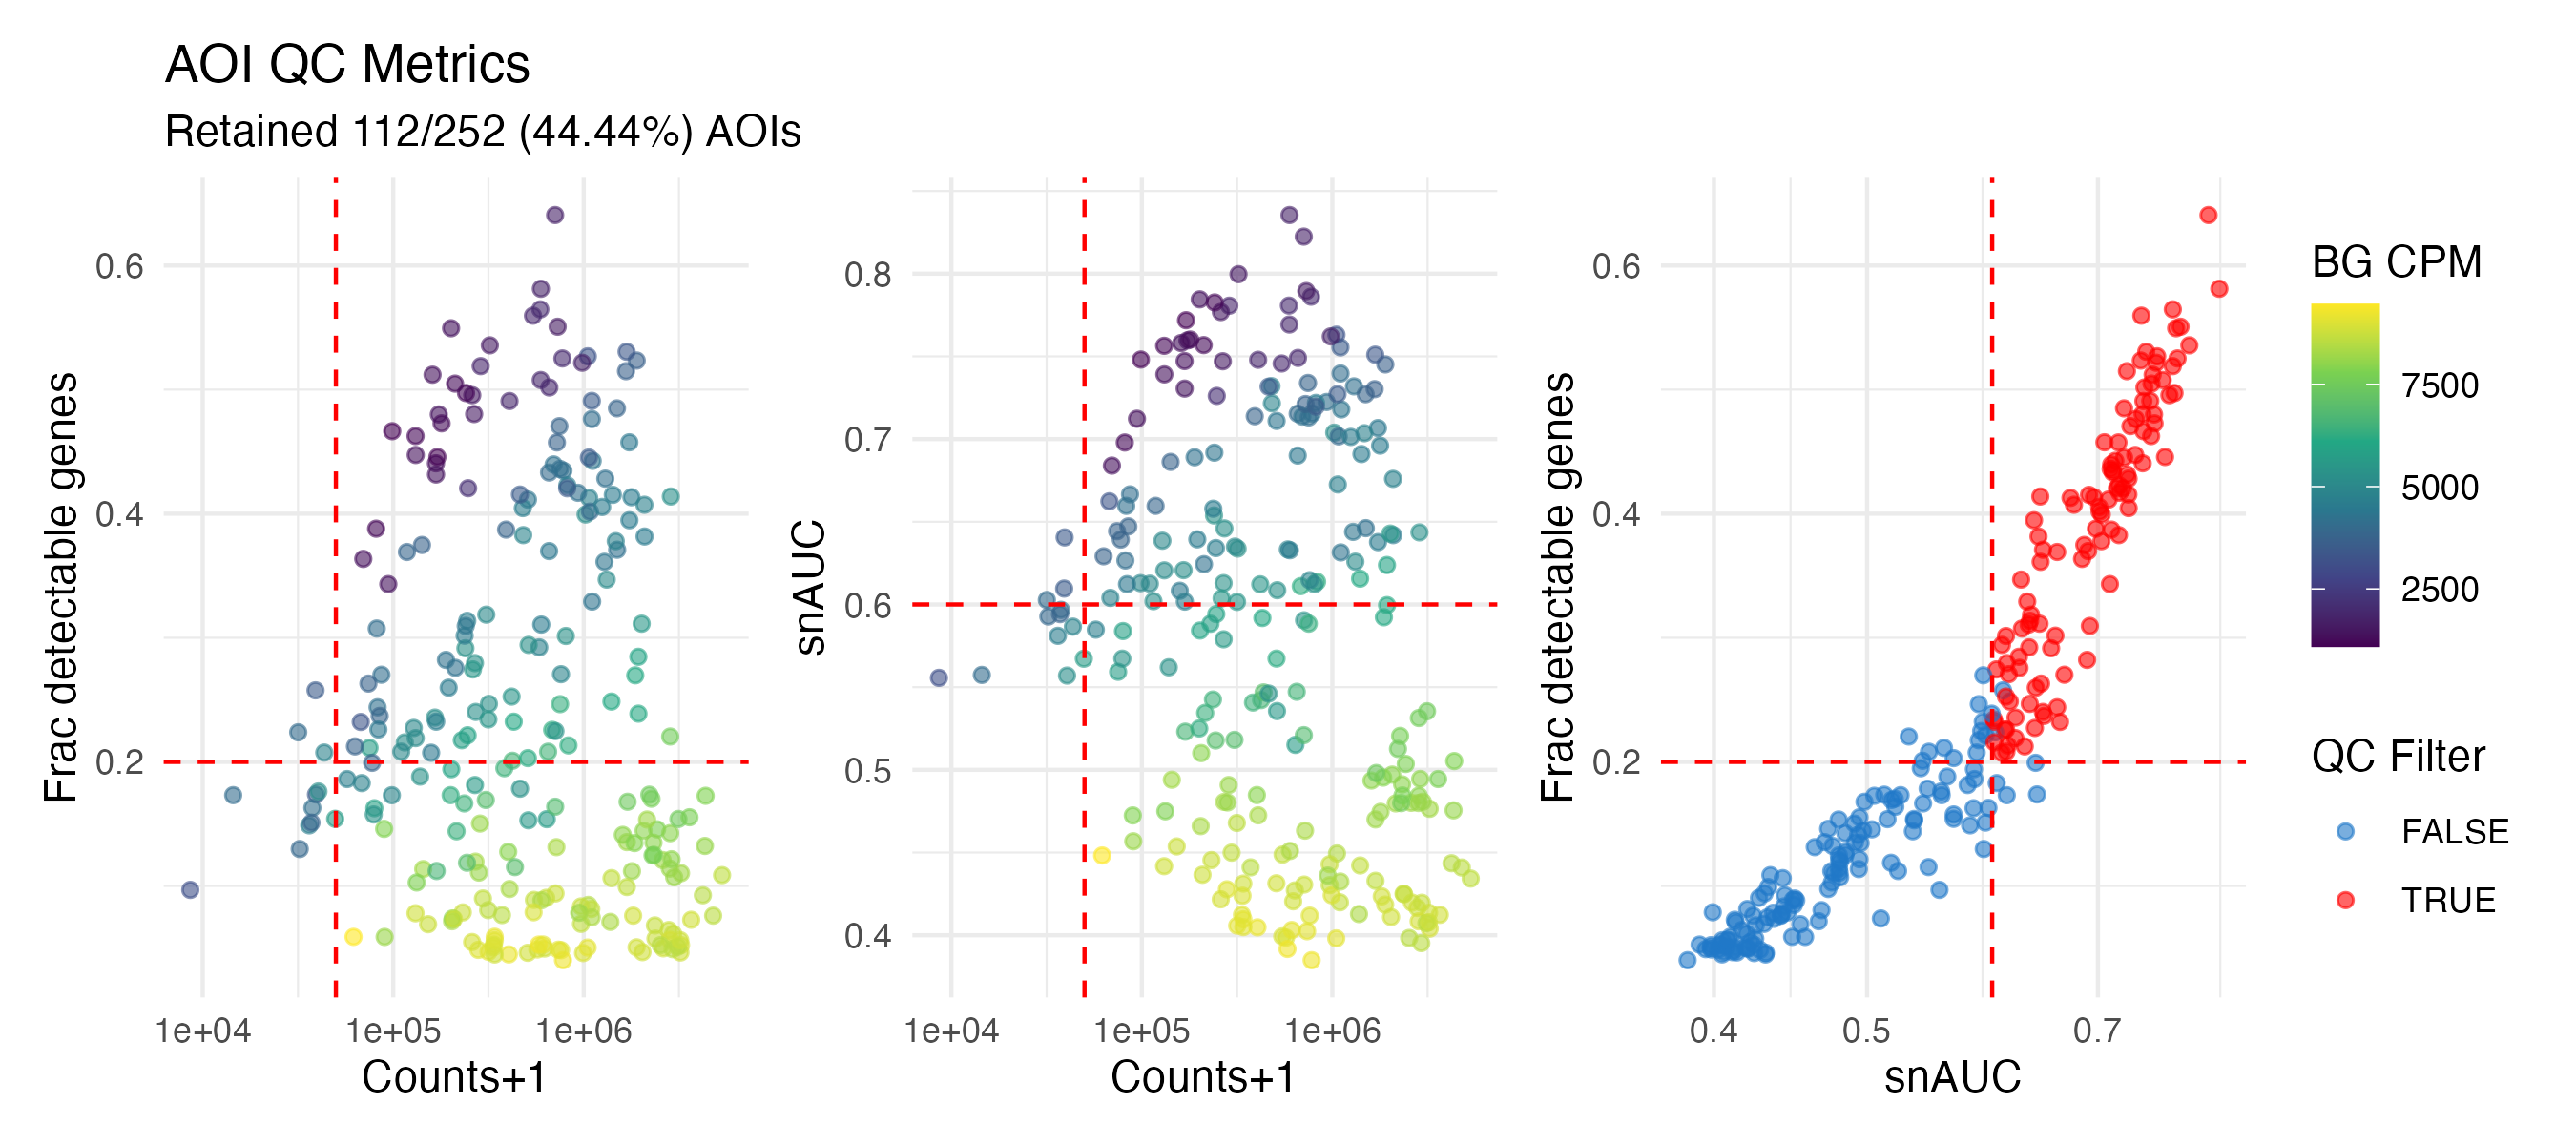 AOI QC Metrics
Retained 112/252 (44.44%) AOIs
Frac detectable genes
0.6
0.4
0.2
1e+04 1e+05 1e+06
Counts+1
snAUC
0.8
0.7
0.6
0.5
0.4
1e+04 1e+05 1e+06
Counts+1
Frac detectable genes
0.6
0.4
0.2
0.4 0.5 0.7
snAUC
BG CPM
7500
5000
2500
QC Filter
FALSE
TRUE